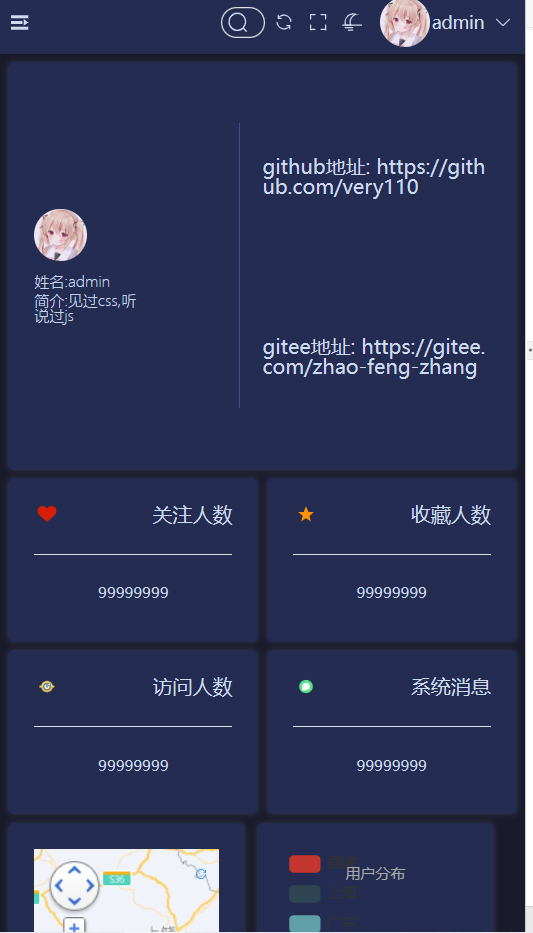 admin
github地址: https://gith
ub.com/very110
姓名:admin
简介:见过css,听
说过js
gitee地址: https://gitee.
com/zhao-feng-zhang
关注人数
收藏人数
99999999
99999999
访问人数
系统消息
99999999
99999999
S36
用户分布
上海